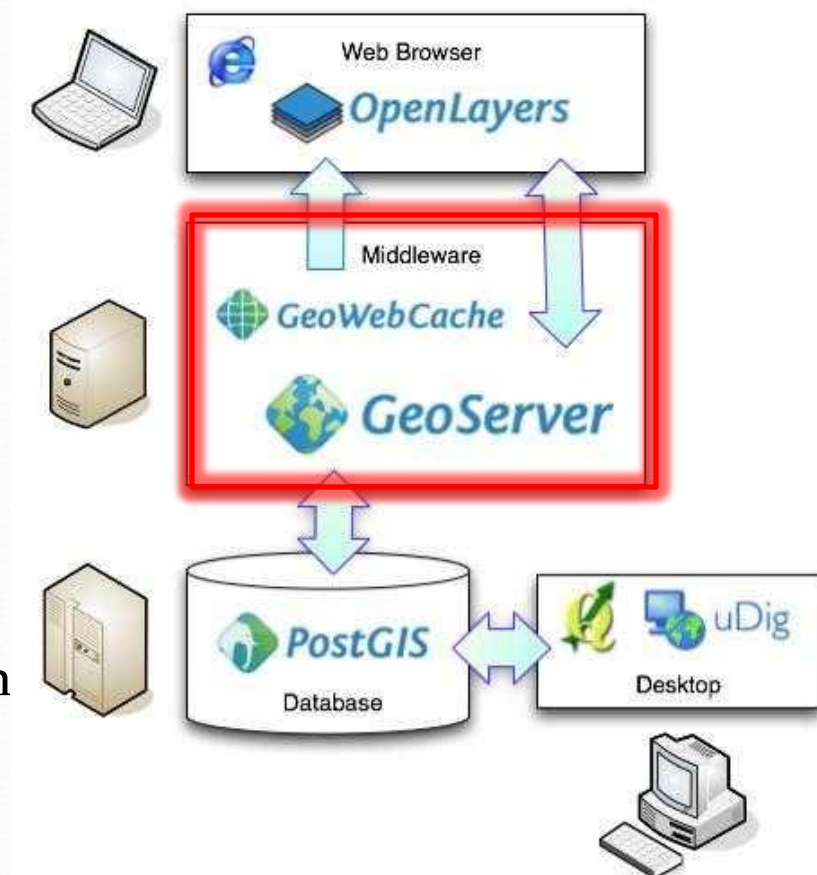 Web Browser
OpenLayers
Middleware
GeoWebCache
GeoServer
PostGIS
Database
uDig
Desktop
n